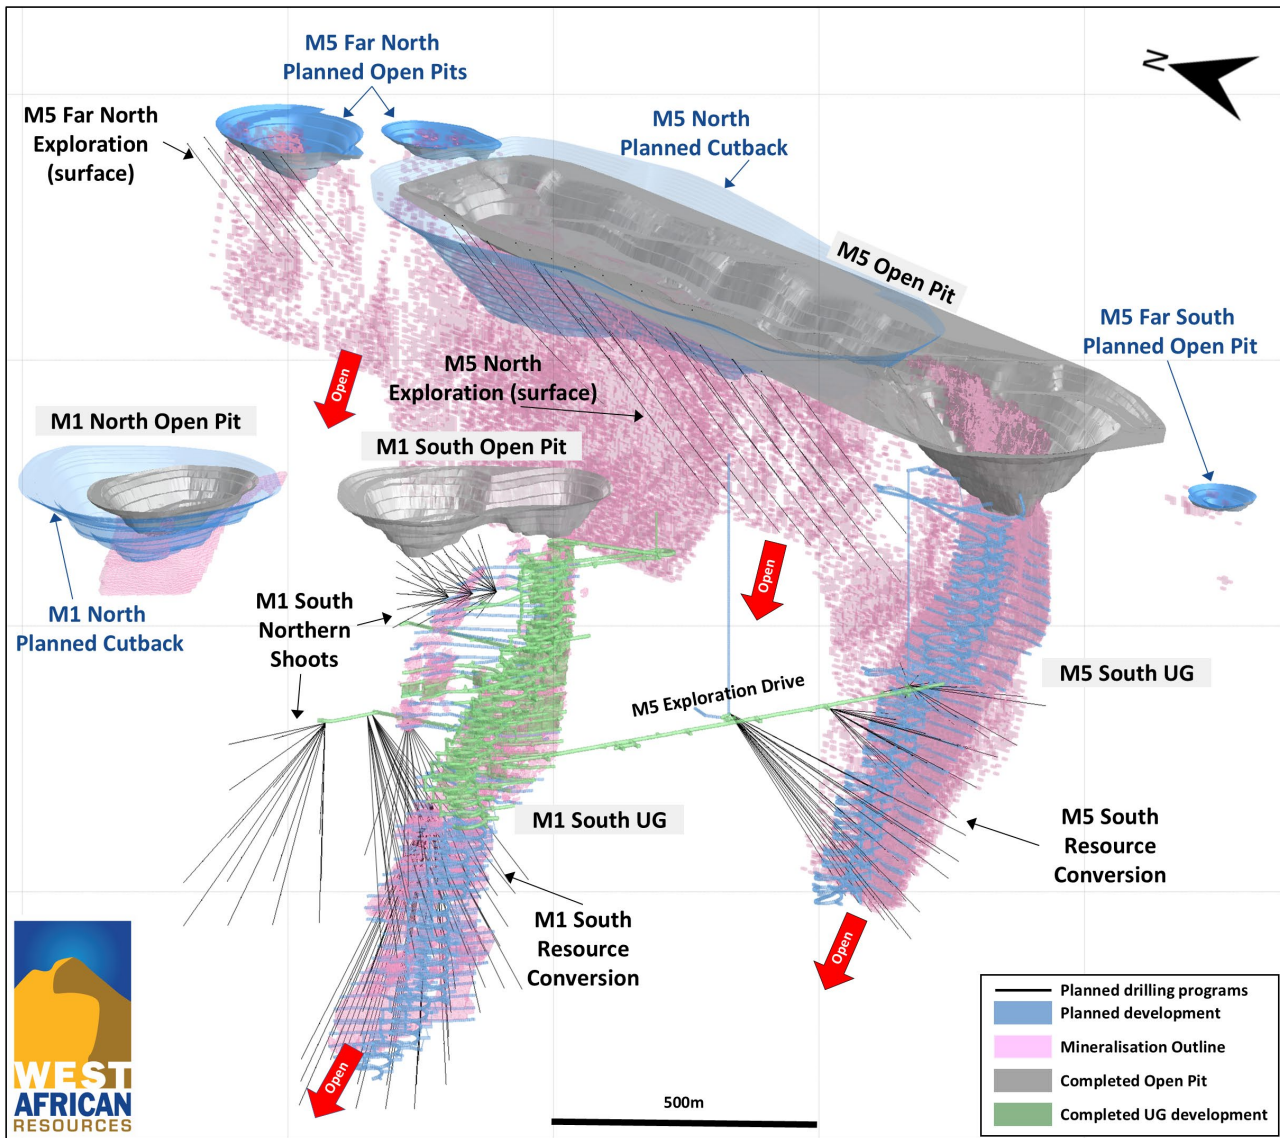 M5 Far North
Planned Open Pits
N
M5 Far North
Exploration
(surface)
M5 North
Planned Cutback
M5 Open Pit
M5 Far South
Planned Open Pit
M5 North
Exploration (surface)
Open
M1 North Open Pit
M1 South Open Pit
Open
M1 North
Planned Cutback
M1 South
Northern
Shoots
M5 Exploration Drive
M5 South UG
M1 South UG
M5 South
Resource
Conversion
M1 South
Resource
Conversion
Open
Open
WEST
AFRICAN
RESOURCES
500m
Planned drilling programs
Planned development
Mineralisation Outline
Completed Open Pit
Completed UG development